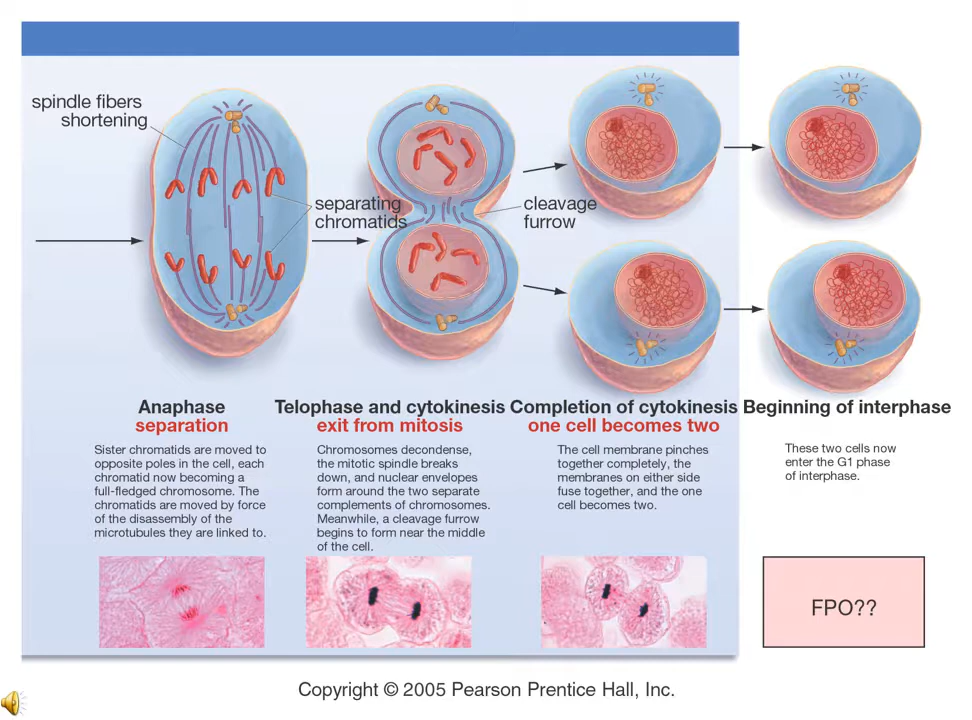 spindle fibers
shortening
separating
chromatids
cleavage
furrow
Anaphase
separation
Sister chromatids are moved to
opposite poles in the cell, each
chromatid now becoming a
full-fledged chromosome. The
chromatids are moved by force
of the disassembly of the
microtubules they are linked to.
Telophase and cytokinesis
exit from mitosis
Chromosomes decondense,
the mitotic spindle breaks
down, and nuclear envelopes
form around the two separate
complements of chromosomes.
Meanwhile, a cleavage furrow
begins to form near the middle
of the cell.
Completion of cytokinesis
one cell becomes two
The cell membrane pinches
together completely, the
membranes on either side
fuse together, and the one
cell becomes two.
Beginning of interphase
These two cells now
enter the G1 phase
of interphase.
FPO??
Copyright © 2005 Pearson Prentice Hall, Inc.